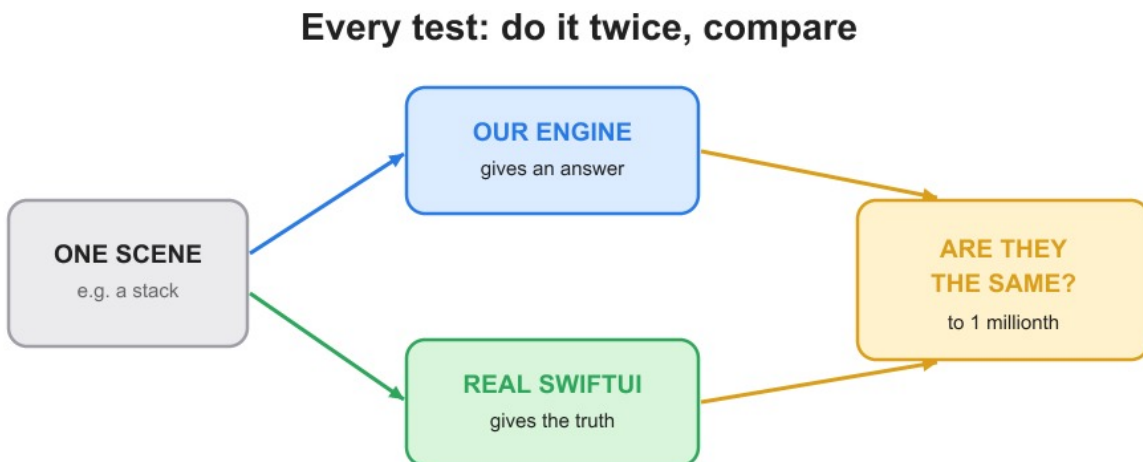 Every test: do it twice, compare
OUR ENGINE
gives an answer
ONE SCENE
e.g. a stack
ARE THEY
THE SAME?
to 1 millionth
REAL SWIFTUI
gives the truth